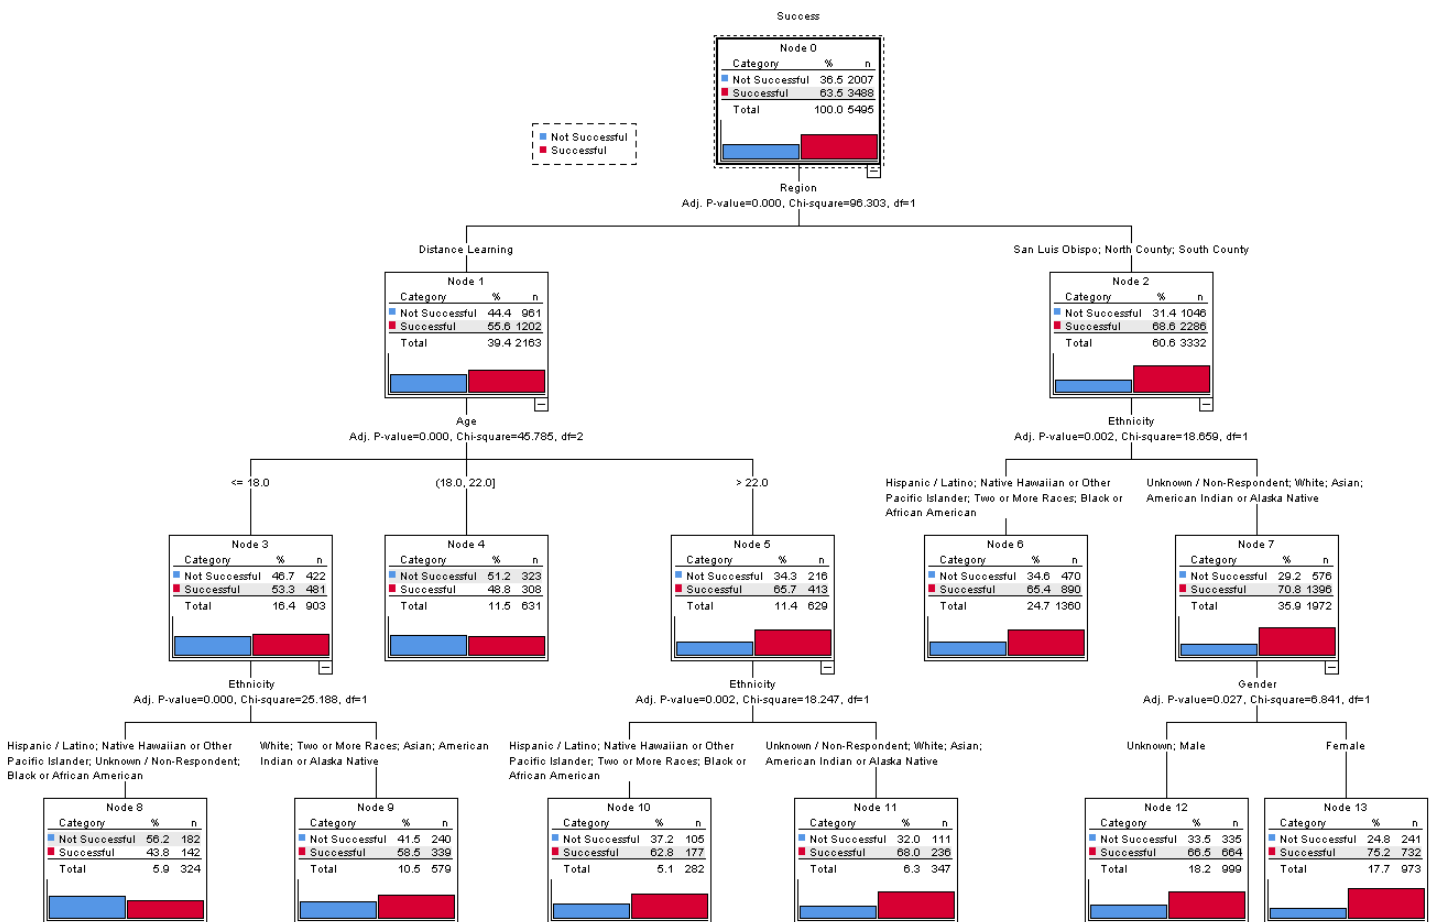 Success
Node 0
Category % n
Not Successful 36.5 2007
Successful 63.5 3488
Total 100.0 5495
Not Successful
Successful
Region
Adj. P-value=0.000, Chi-square=96.303, df=1
Distance Learning
San Luis Obispo; North County; South County
Node 1
Category % n
Not Successful 44.4 961
Successful 55.6 1202
Total 39.4 2163
Node 2
Category % n
Not Successful 31.4 1046
Successful 68.6 2286
Total 60.6 3332
Age
Adj. P-value=0.000, Chi-square=45.785, df=2
Ethnicity
Adj. P-value=0.002, Chi-square=18.659, df=1
<= 18.0
(18.0, 22.0]
> 22.0
Hispanic / Latino; Native Hawaiian or Other
Pacific Islander; Two or More Races; Black or
African American
Unknown / Non-Respondent; White; Asian;
American Indian or Alaska Native
Node 3
Category % n
Not Successful 46.7 422
Successful 53.3 481
Total 16.4 903
Node 4
Category % n
Not Successful 51.2 323
Successful 48.8 308
Total 11.5 631
Node 5
Category % n
Not Successful 34.3 216
Successful 65.7 413
Total 11.4 629
Node 6
Category % n
Not Successful 34.6 470
Successful 65.4 890
Total 24.7 1360
Node 7
Category % n
Not Successful 29.2 576
Successful 70.8 1396
Total 35.9 1972
Ethnicity
Adj. P-value=0.000, Chi-square=25.188, df=1
Ethnicity
Adj. P-value=0.002, Chi-square=18.247, df=1
Gender
Adj. P-value=0.027, Chi-square=6.841, df=1
Hispanic / Latino; Native Hawaiian or Other
Pacific Islander; Unknown / Non-Respondent;
Black or African American
White; Two or More Races; Asian; American
Indian or Alaska Native
Hispanic / Latino; Native Hawaiian or Other
Pacific Islander; Two or More Races; Black or
African American
Unknown / Non-Respondent; White; Asian;
American Indian or Alaska Native
Unknown; Male
Female
Node 8
Category % n
Not Successful 56.2 182
Successful 43.8 142
Total 5.9 324
Node 9
Category % n
Not Successful 41.5 240
Successful 58.5 339
Total 10.5 579
Node 10
Category % n
Not Successful 37.2 105
Successful 62.8 177
Total 5.1 282
Node 11
Category % n
Not Successful 32.0 111
Successful 68.0 236
Total 6.3 347
Node 12
Category % n
Not Successful 33.5 335
Successful 66.5 664
Total 18.2 999
Node 13
Category % n
Not Successful 24.8 241
Successful 75.2 732
Total 17.7 973